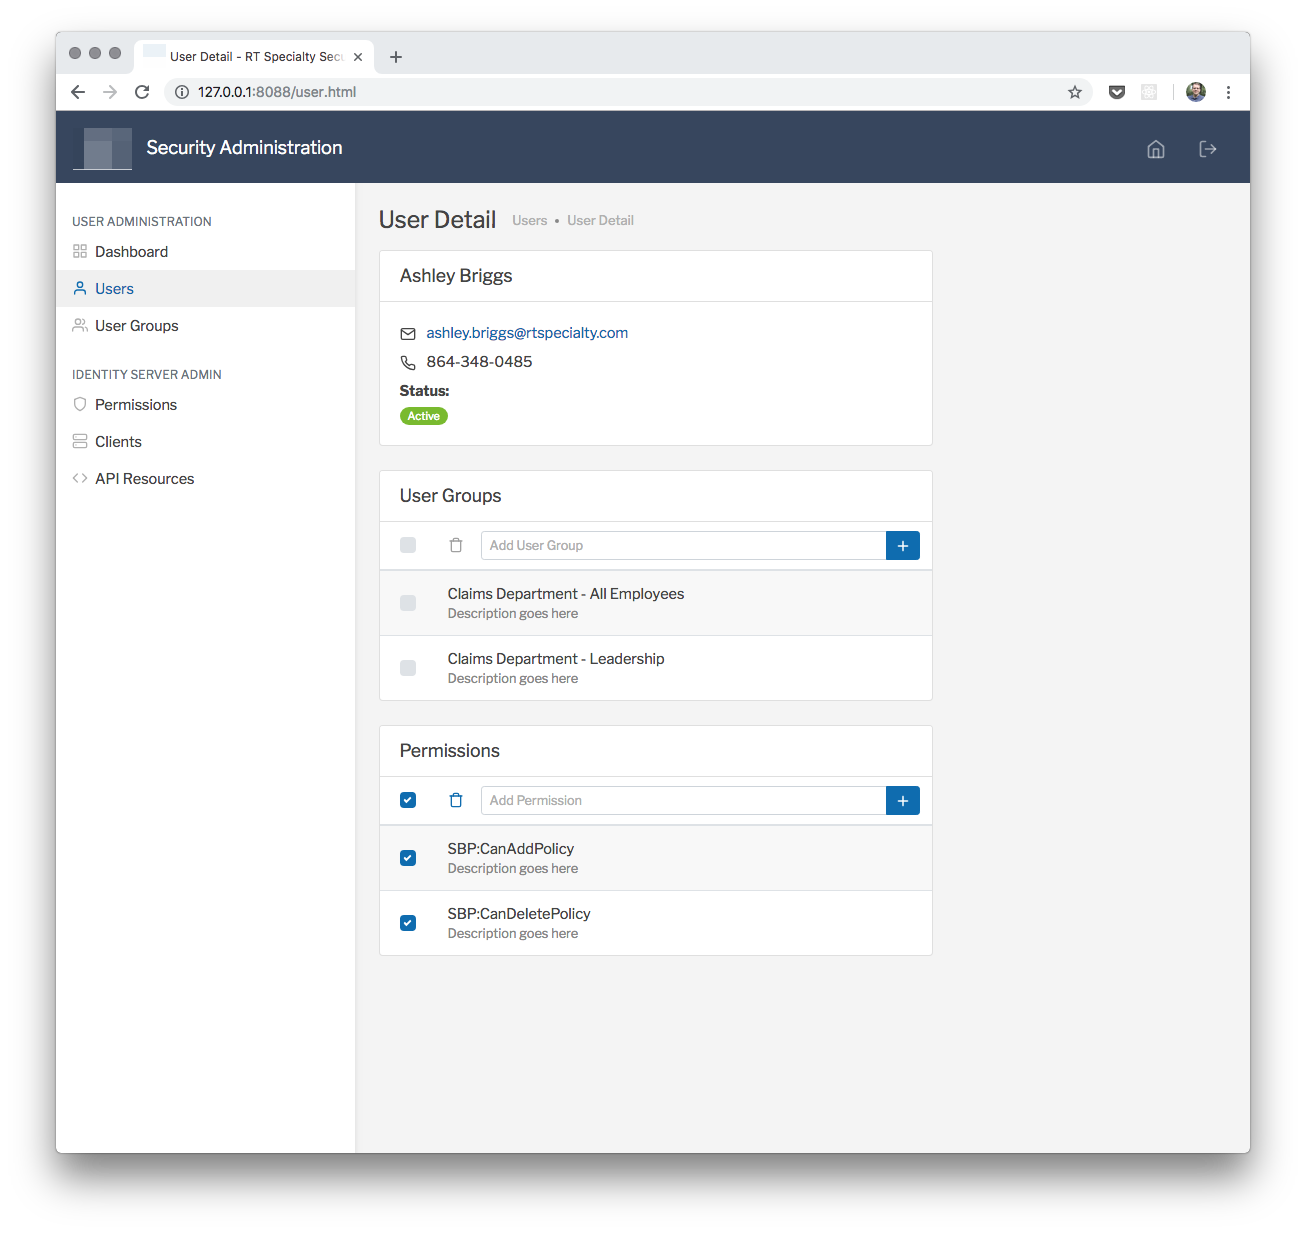 User Detail - RT Specialty Secu
127.0.0.1:8088/user.html
Security Administration
USER ADMINISTRATION
Dashboard
Users
User Groups
IDENTITY SERVER ADMIN
Permissions
Clients
API Resources
User Detail Users • User Detail
Ashley Briggs
ashley.briggs@rtspecialty.com
864-348-0485
Status:
Active
User Groups
Add User Group
Claims Department - All Employees
Description goes here
Claims Department - Leadership
Description goes here
Permissions
Add Permission
SBP:CanAddPolicy
Description goes here
SBP:CanDeletePolicy
Description goes here